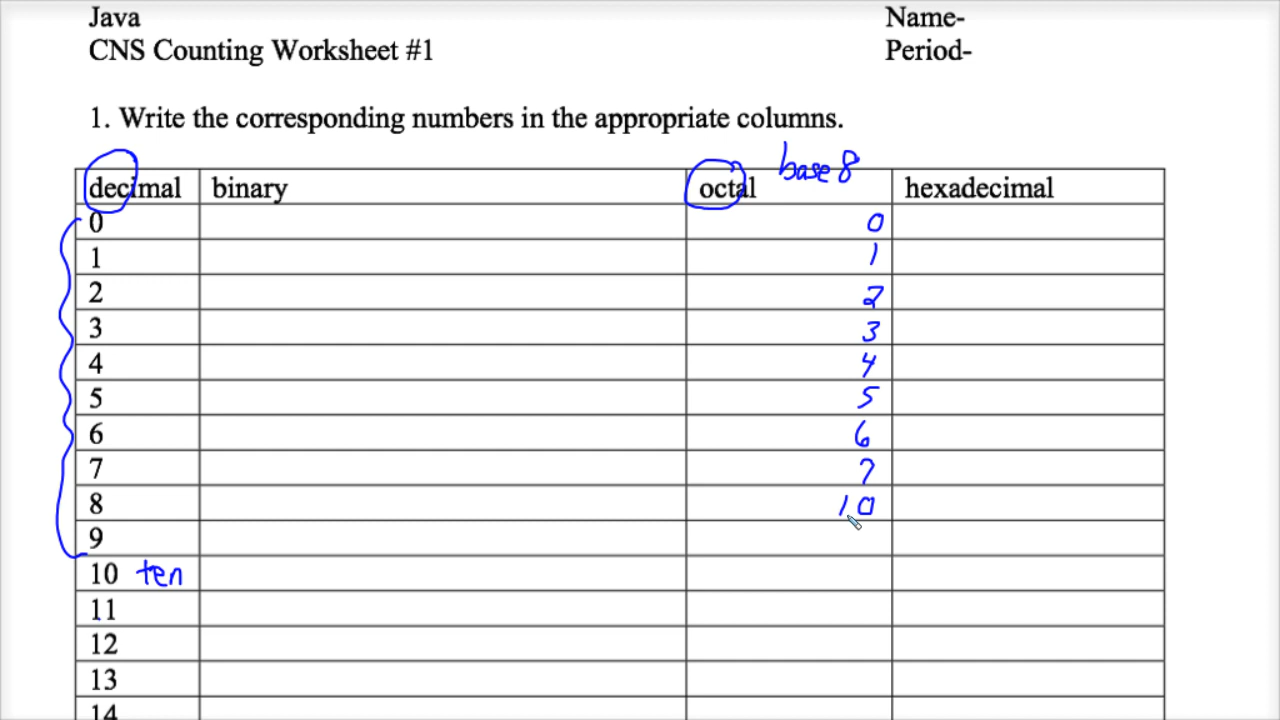 Java Name-
CNS Counting Worksheet #1 Period-
1. Write the corresponding numbers in the appropriate columns.
base 8
decimal binary octal hexadecimal
0 0
1 1
2 2
3 3
4 4
5 5
6 6
7 7
8 10
9
10 ten
11
12
13
14